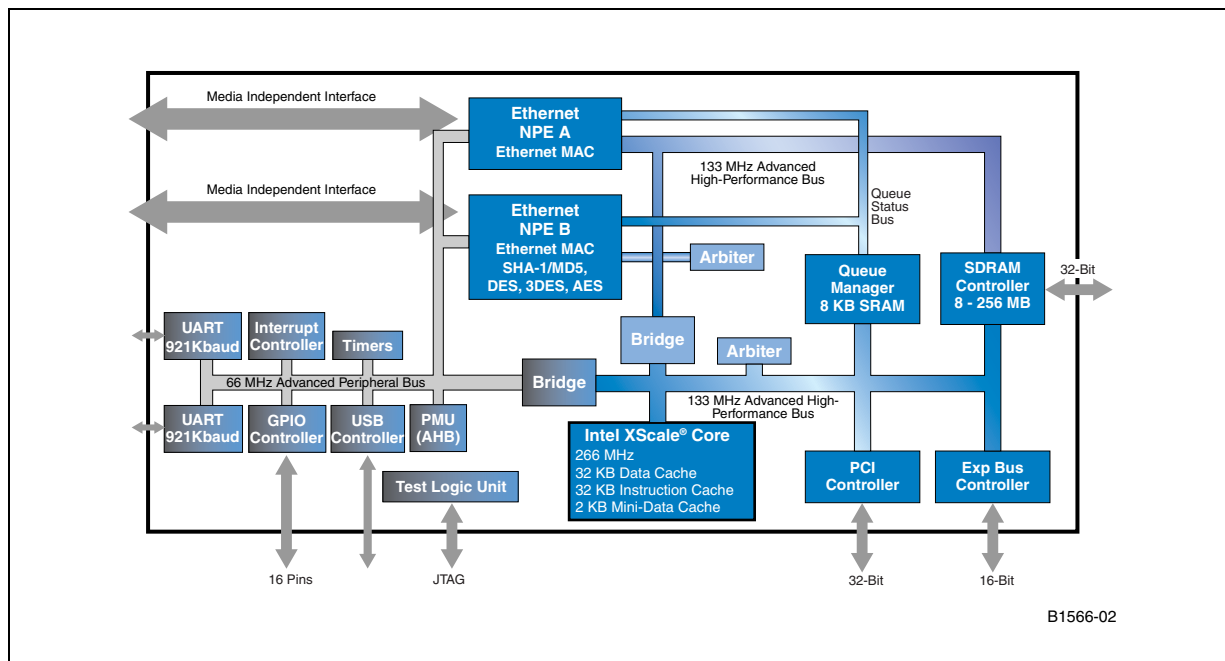 Media Independent Interface
Ethernet
NPE A
Ethernet MAC
133 MHz Advanced
High-Performance Bus
Media Independent Interface
Queue
Status
Bus
Ethernet
NPE B
Ethernet MAC
SHA-1/MD5,
DES, 3DES, AES
Arbiter
Queue
Manager
8 KB SRAM
SDRAM
Controller
8 - 256 MB
32-Bit
UART
921Kbaud
Interrupt
Controller
Timers
Bridge
Arbiter
66 MHz Advanced Peripheral Bus
Bridge
133 MHz Advanced High-
Performance Bus
UART
921Kbaud
GPIO
Controller
USB
Controller
PMU
(AHB)
Intel XScale® Core
266 MHz
32 KB Data Cache
32 KB Instruction Cache
2 KB Mini-Data Cache
PCI
Controller
Exp Bus
Controller
Test Logic Unit
16 Pins
JTAG
32-Bit
16-Bit
B1566-02